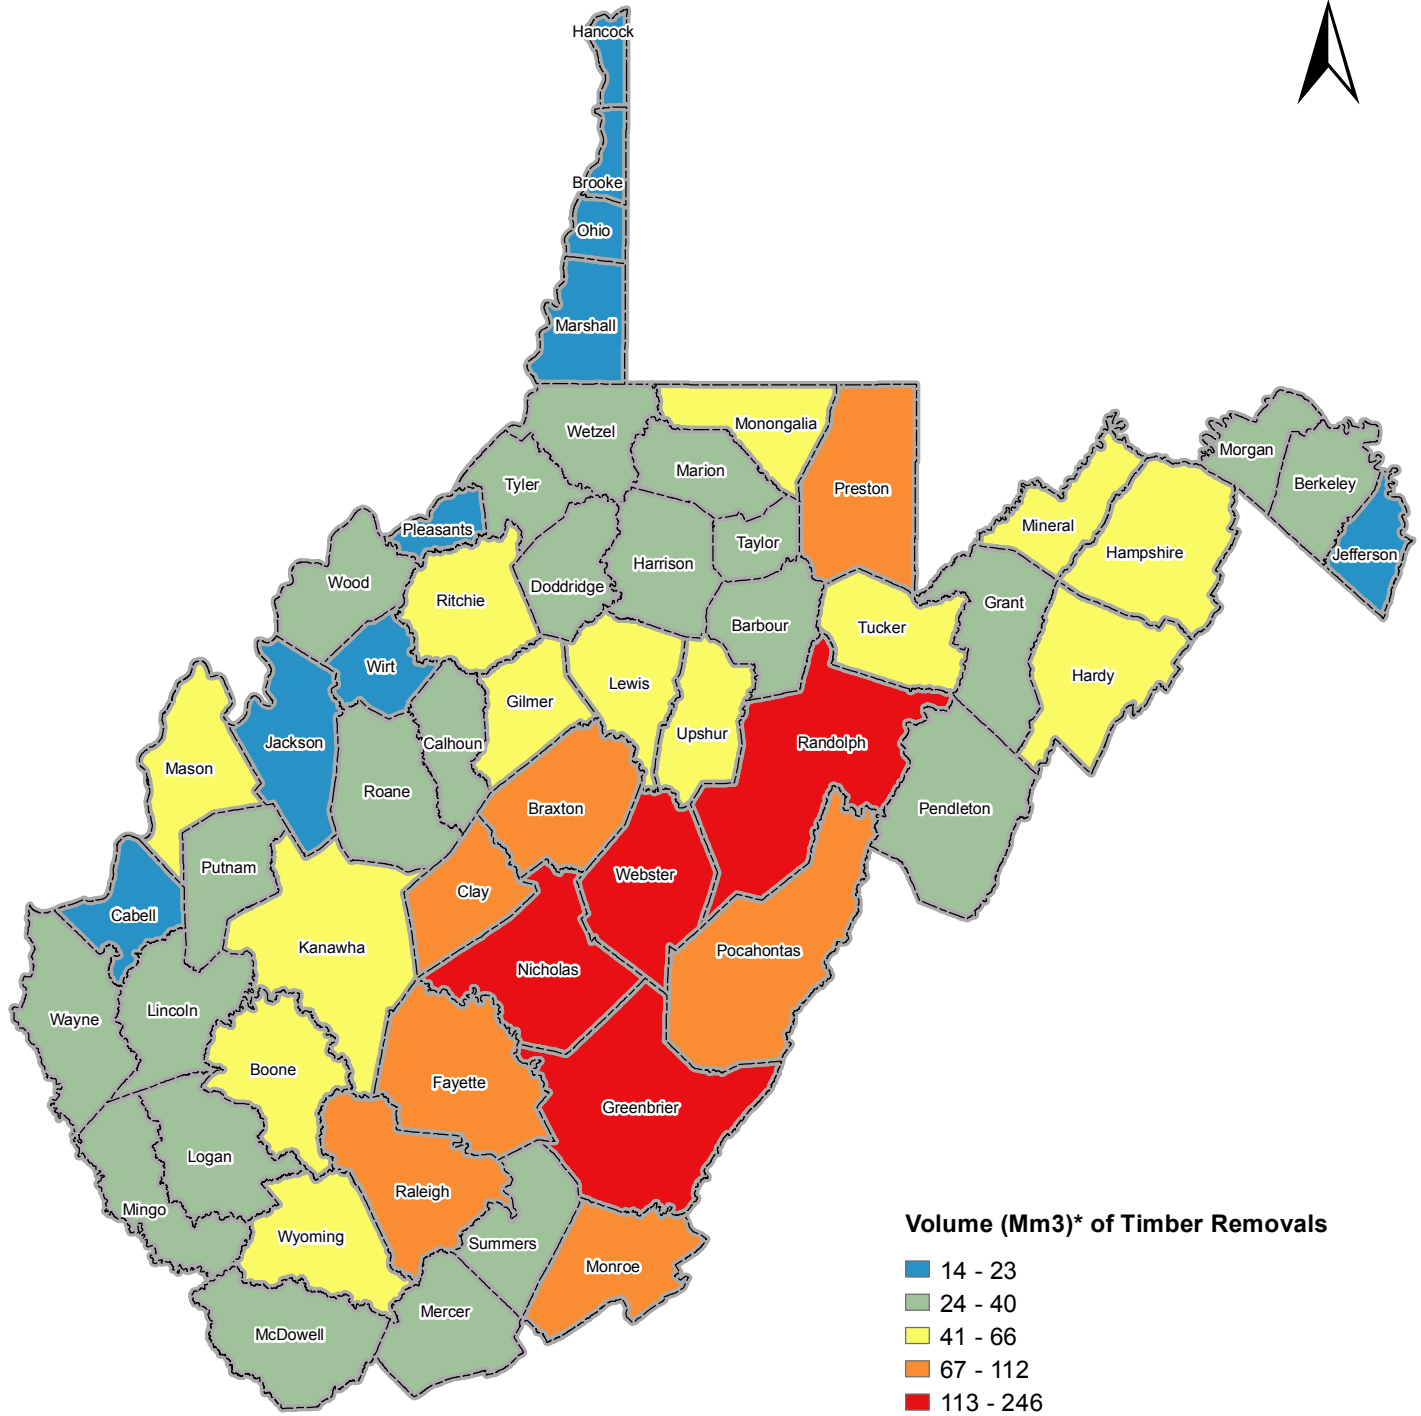 Hancock
Brooke
Ohio
Marshall
Monongalia
Wetzel
Morgan
Marion
Tyler
Berkeley
Preston
Mineral
Pleasants
Taylor
Hampshire
Jefferson
Harrison
Wood
Doddridge
Ritchie
Grant
Barbour
Tucker
Wirt
Hardy
Lewis
Gilmer
Upshur
Jackson
Calhoun
Randolph
Mason
Roane
Braxton
Pendleton
Putnam
Webster
Clay
Cabell
Kanawha
Pocahontas
Nicholas
Lincoln
Wayne
Boone
Fayette
Greenbrier
Logan
Raleigh
Mingo
Wyoming
Summers
Monroe
Mercer
McDowell
Volume (Mm3)* of Timber Removals
14 - 23
24 - 40
41 - 66
67 - 112
113 - 246